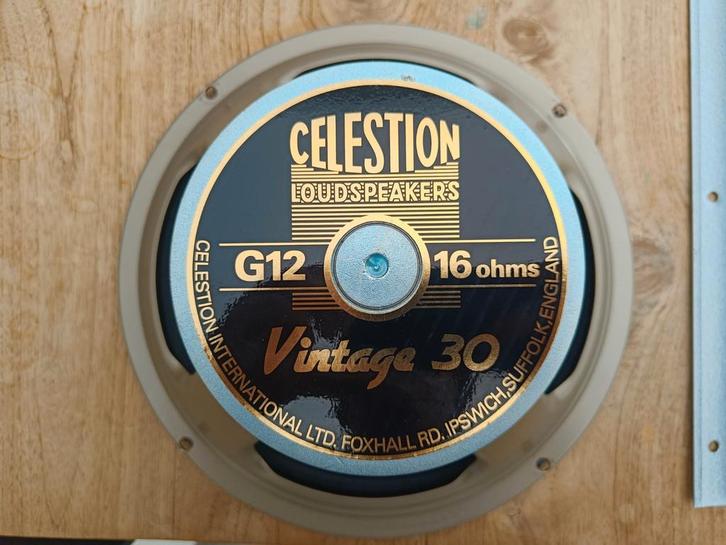 CELESTION
LOUDSPEAKERS
G12 16 ohms
Vintage 30
CELESTION INTERNATIONAL LTD. FOXHALL RD. IPSWICH, SUFFOLK, ENGLAND